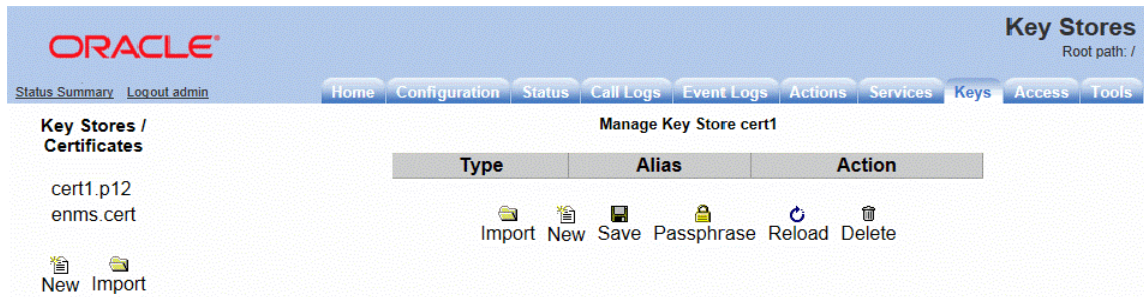 ORACLE®
Key Stores
Root path: /
Status Summary Logout admin
Home Configuration Status Call Logs Event Logs Actions Services Keys Access Tools
Key Stores /
Certificates
cert1.p12
enms.cert
New Import
Manage Key Store cert1
Type Alias Action
Import New Save Passphrase Reload Delete